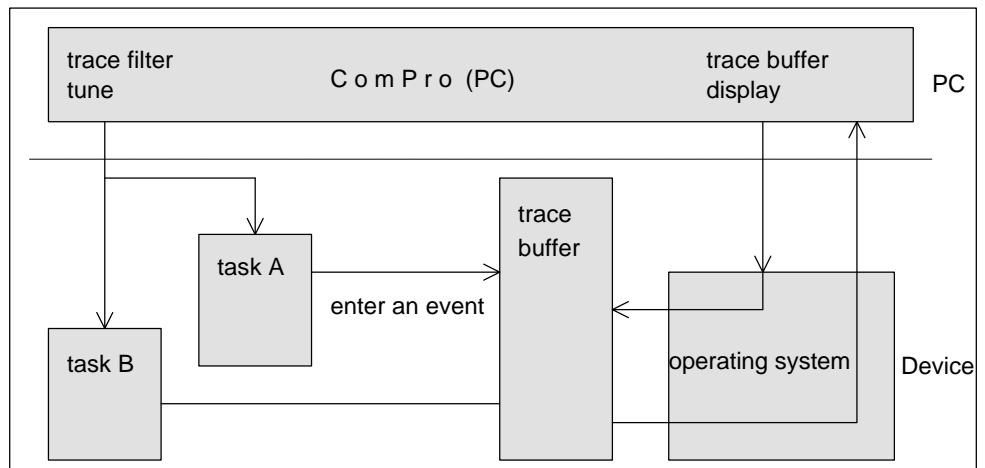 trace filter
tune
C o m P r o (PC)
trace buffer
display
PC
trace
buffer
task A
enter an event
task B
operating system
Device